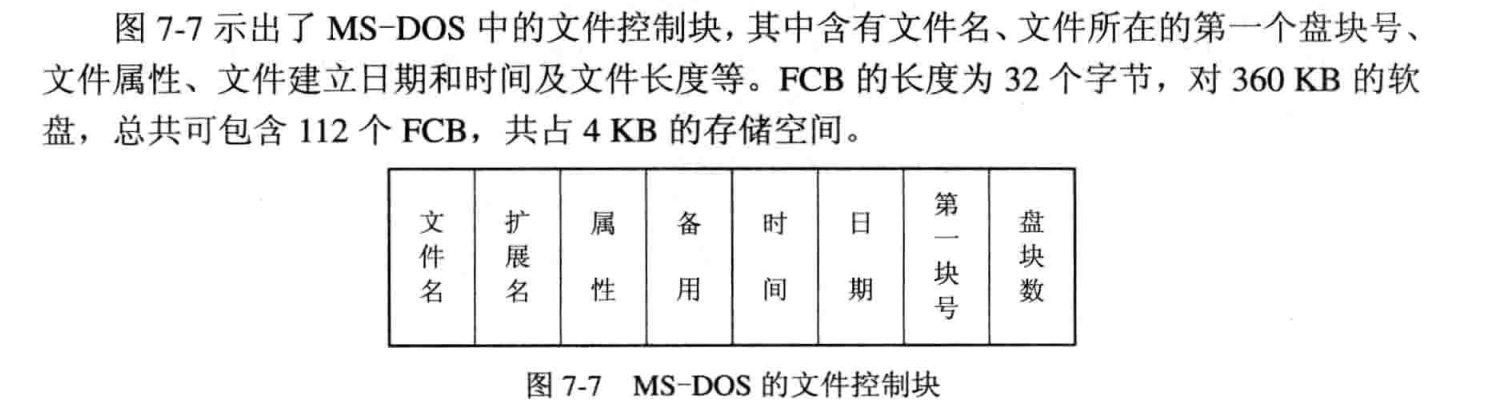 图 7-7 示出了 MS-DOS 中的文件控制块，其中含有文件名、文件所在的第一个盘块号、
文件属性、文件建立日期和时间及文件长度等。FCB 的长度为 32 个字节，对 360 KB 的软
盘，总共可包含 112 个 FCB，共占 4 KB 的存储空间。
文件名 扩展名 属性 备用 时间 日期 第一块号 盘块数
图 7-7 MS-DOS 的文件控制块